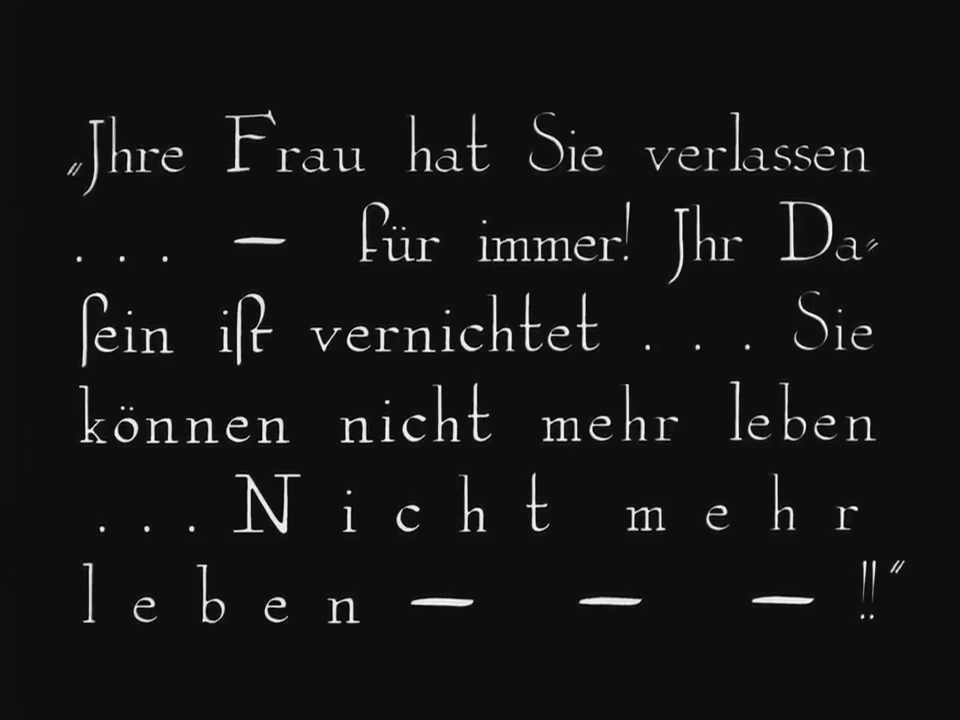 „Jhre Frau hat Sie verlassen
. . . — für immer! Jhr Da⸗
ſein iſt vernichtet . . . Sie
können nicht mehr leben
. . . N i c h t m e h r
l e b e n — — — !!“